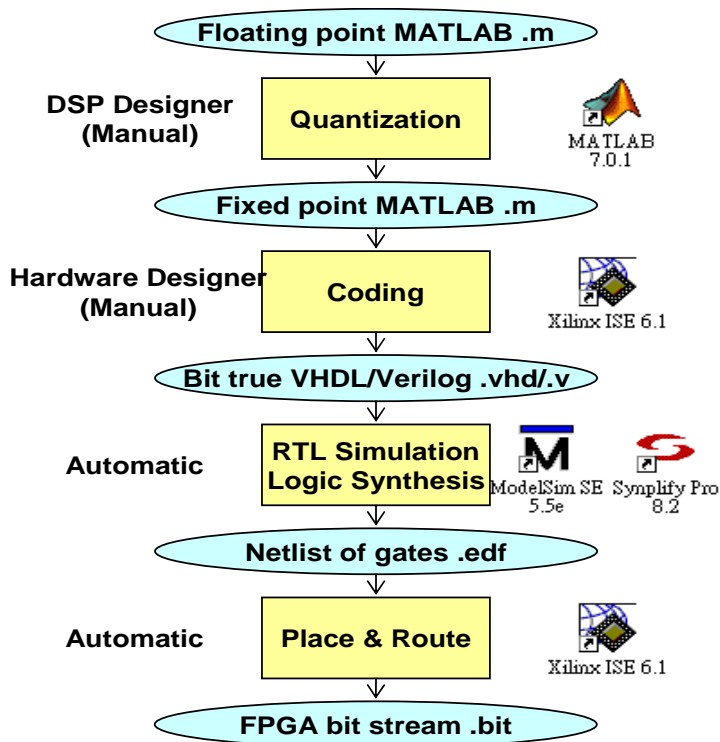 Floating point MATLAB .m
DSP Designer
(Manual)
Quantization
MATLAB
7.0.1
Fixed point MATLAB .m
Hardware Designer
(Manual)
Coding
Xilinx ISE 6.1
Bit true VHDL/Verilog .vhd/.v
Automatic
RTL Simulation
Logic Synthesis
M
ModelSim SE
5.5e
Synplify Pro
8.2
Netlist of gates .edf
Automatic
Place & Route
Xilinx ISE 6.1
FPGA bit stream .bit